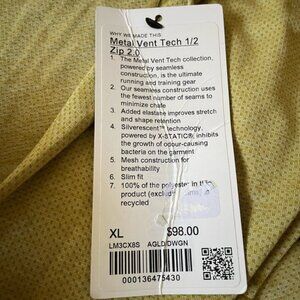 WHY WE MADE THIS
Metal Vent Tech 1/2
Zip 2.0
1. The Metal Vent Tech collection,
powered by seamless
construction, is the ultimate
running and training gear
2. Our seamless construction uses
the fewest number of seams to
minimize chafe
3. Added elastane improves stretch
and shape retention
4. Silverescent™ technology,
powered by X-STATIC®, inhibits
the growth of odour-causing
bacteria on the garment
5. Mesh construction for
breathability
6. Slim fit
7. 100% of the polyester in this
product
recycled
XL $98.00
LM3CX8S AGLD/DWGN
000136475430